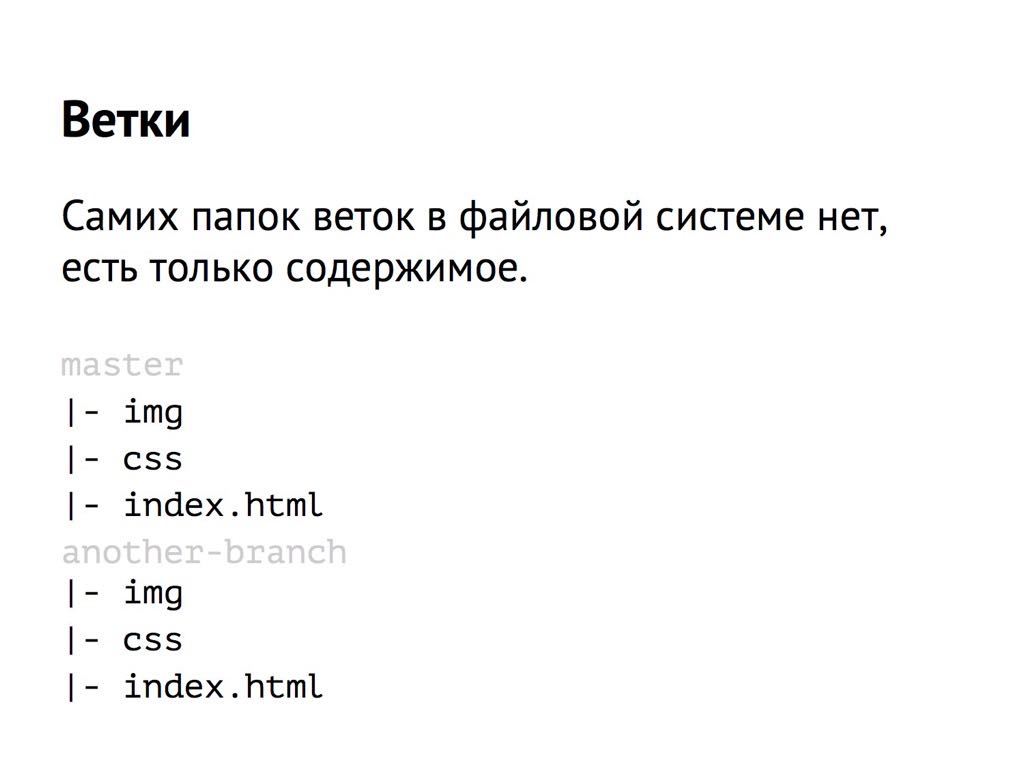 Ветки
Самих папок веток в файловой системе нет,
есть только содержимое.
master
|- img
|- css
|- index.html
another-branch
|- img
|- css
|- index.html